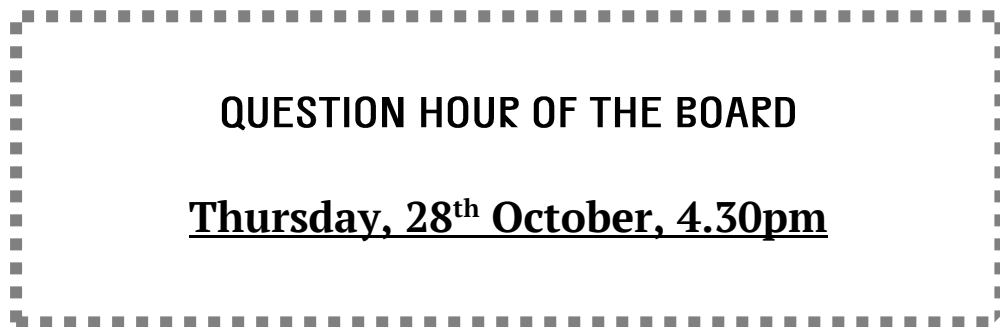 QUESTION HOUR OF THE BOARD
Thursday, 28th October, 4.30pm